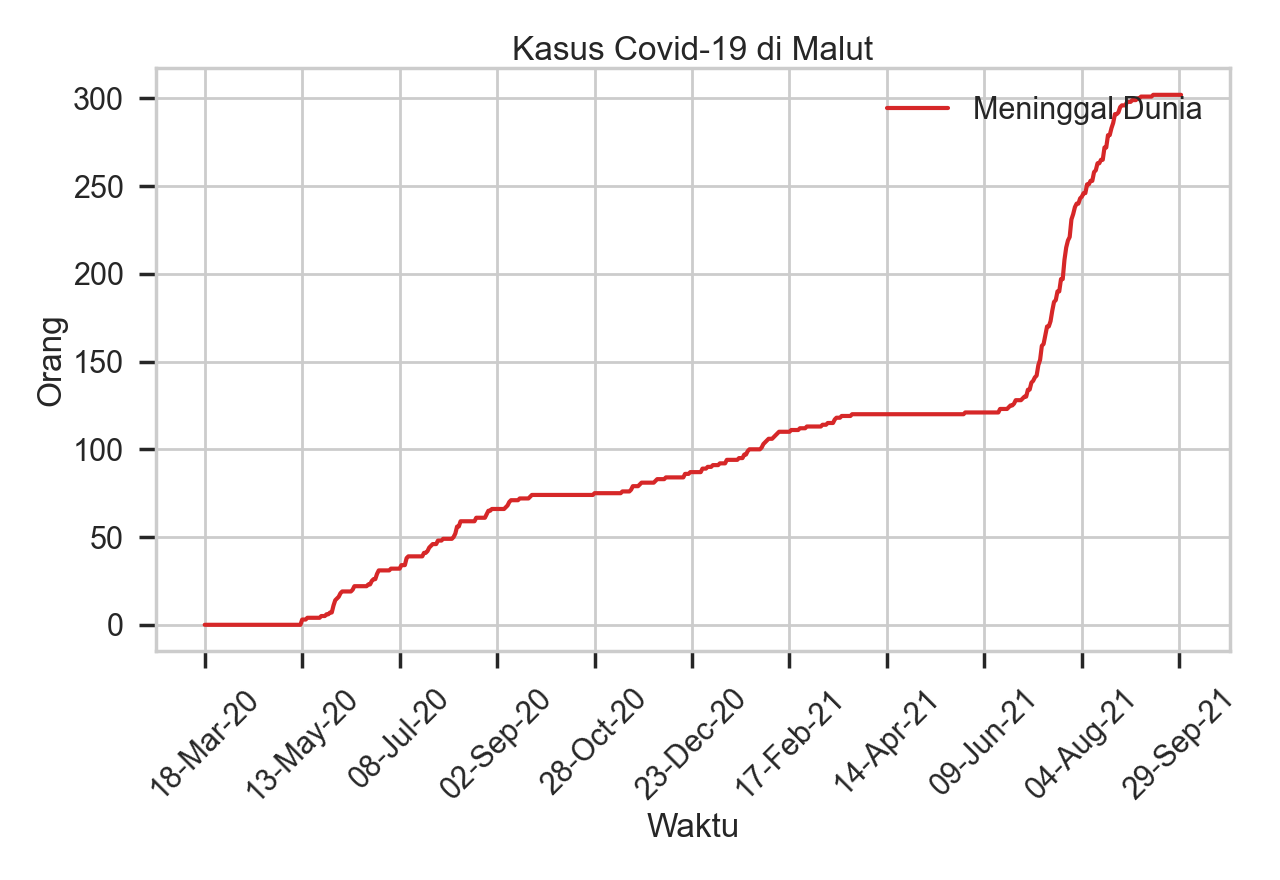 Kasus Covid-19 di Malut
Meninggal Dunia
300
250
200
150
100
50
0
Orang
18-Mar-20
13-May-20
08-Jul-20
02-Sep-20
28-Oct-20
23-Dec-20
17-Feb-21
14-Apr-21
09-Jun-21
04-Aug-21
29-Sep-21
Waktu